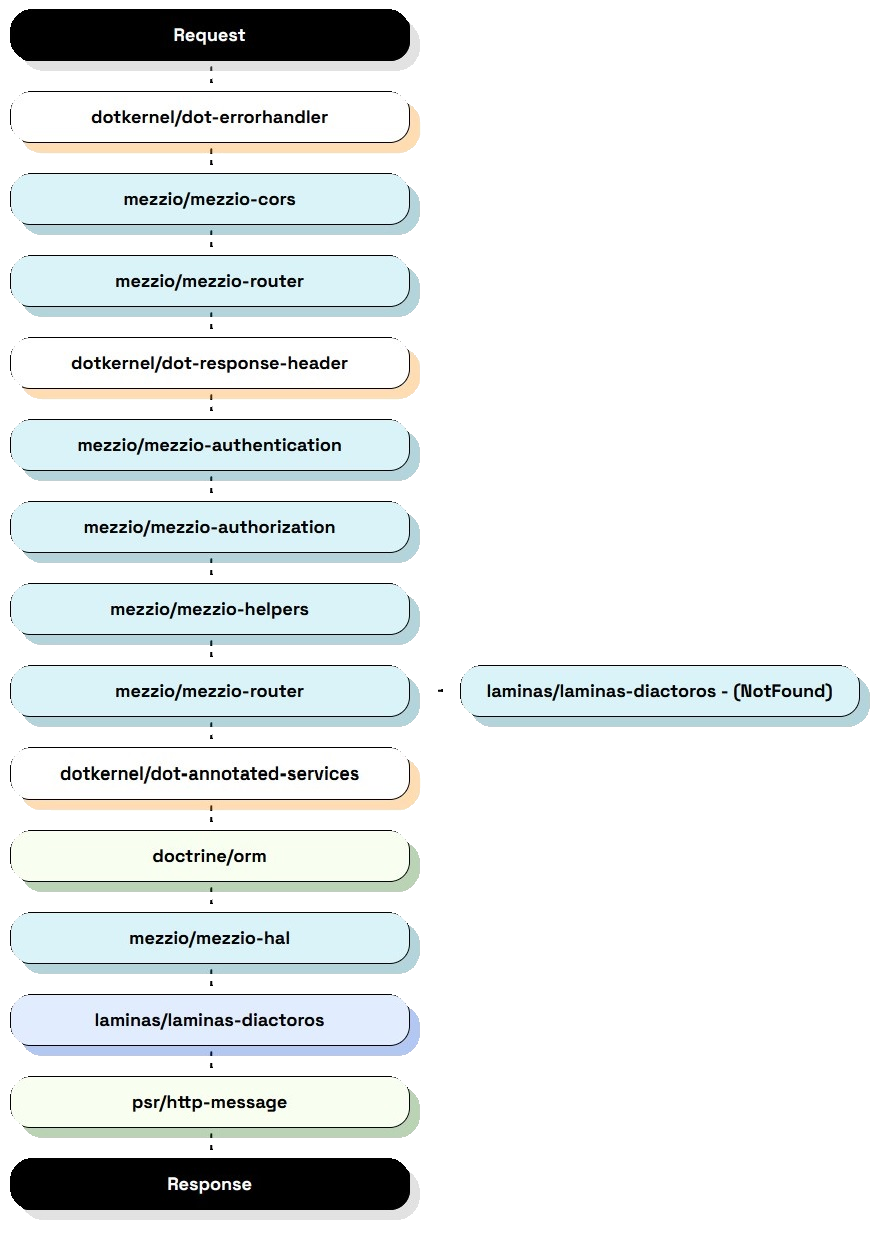 Request
dotkernel/dot-errorhandler
mezzio/mezzio-cors
mezzio/mezzio-router
dotkernel/dot-response-header
mezzio/mezzio-authentication
mezzio/mezzio-authorization
mezzio/mezzio-helpers
mezzio/mezzio-router
laminas/laminas-diactoros - (NotFound)
dotkernel/dot-annotated-services
doctrine/orm
mezzio/mezzio-hal
laminas/laminas-diactoros
psr/http-message
Response